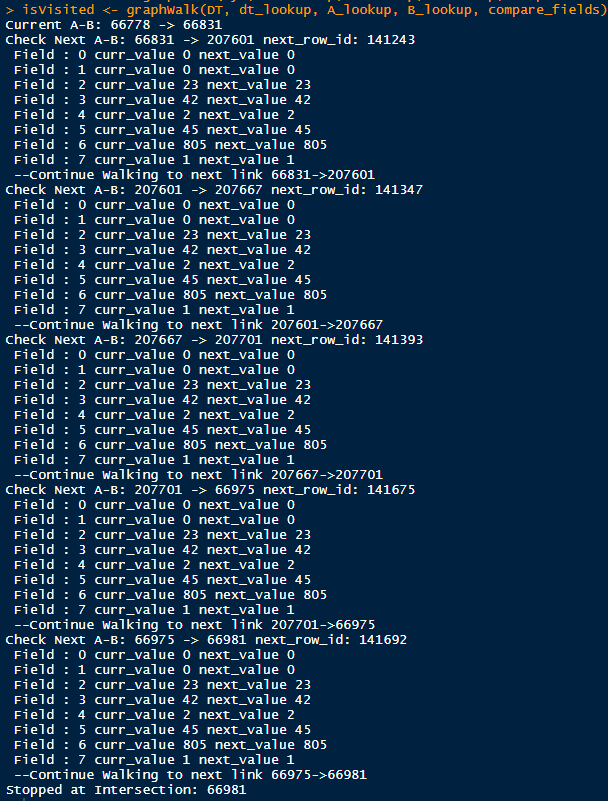 > isVisited <- graphWalk(DT, dt_lookup, A_lookup, B_lookup, compare_fields)
Current A-B: 66778 -> 66831
Check Next A-B: 66831 -> 207601 next_row_id: 141243
Field : 0 curr_value 0 next_value 0
Field : 1 curr_value 0 next_value 0
Field : 2 curr_value 23 next_value 23
Field : 3 curr_value 42 next_value 42
Field : 4 curr_value 2 next_value 2
Field : 5 curr_value 45 next_value 45
Field : 6 curr_value 805 next_value 805
Field : 7 curr_value 1 next_value 1
--Continue Walking to next link 66831->207601
Check Next A-B: 207601 -> 207667 next_row_id: 141347
Field : 0 curr_value 0 next_value 0
Field : 1 curr_value 0 next_value 0
Field : 2 curr_value 23 next_value 23
Field : 3 curr_value 42 next_value 42
Field : 4 curr_value 2 next_value 2
Field : 5 curr_value 45 next_value 45
Field : 6 curr_value 805 next_value 805
Field : 7 curr_value 1 next_value 1
--Continue Walking to next link 207601->207667
Check Next A-B: 207667 -> 207701 next_row_id: 141393
Field : 0 curr_value 0 next_value 0
Field : 1 curr_value 0 next_value 0
Field : 2 curr_value 23 next_value 23
Field : 3 curr_value 42 next_value 42
Field : 4 curr_value 2 next_value 2
Field : 5 curr_value 45 next_value 45
Field : 6 curr_value 805 next_value 805
Field : 7 curr_value 1 next_value 1
--Continue Walking to next link 207667->207701
Check Next A-B: 207701 -> 66975 next_row_id: 141675
Field : 0 curr_value 0 next_value 0
Field : 1 curr_value 0 next_value 0
Field : 2 curr_value 23 next_value 23
Field : 3 curr_value 42 next_value 42
Field : 4 curr_value 2 next_value 2
Field : 5 curr_value 45 next_value 45
Field : 6 curr_value 805 next_value 805
Field : 7 curr_value 1 next_value 1
--Continue Walking to next link 207701->66975
Check Next A-B: 66975 -> 66981 next_row_id: 141692
Field : 0 curr_value 0 next_value 0
Field : 1 curr_value 0 next_value 0
Field : 2 curr_value 23 next_value 23
Field : 3 curr_value 42 next_value 42
Field : 4 curr_value 2 next_value 2
Field : 5 curr_value 45 next_value 45
Field : 6 curr_value 805 next_value 805
Field : 7 curr_value 1 next_value 1
--Continue Walking to next link 66975->66981
Stopped at Intersection: 66981